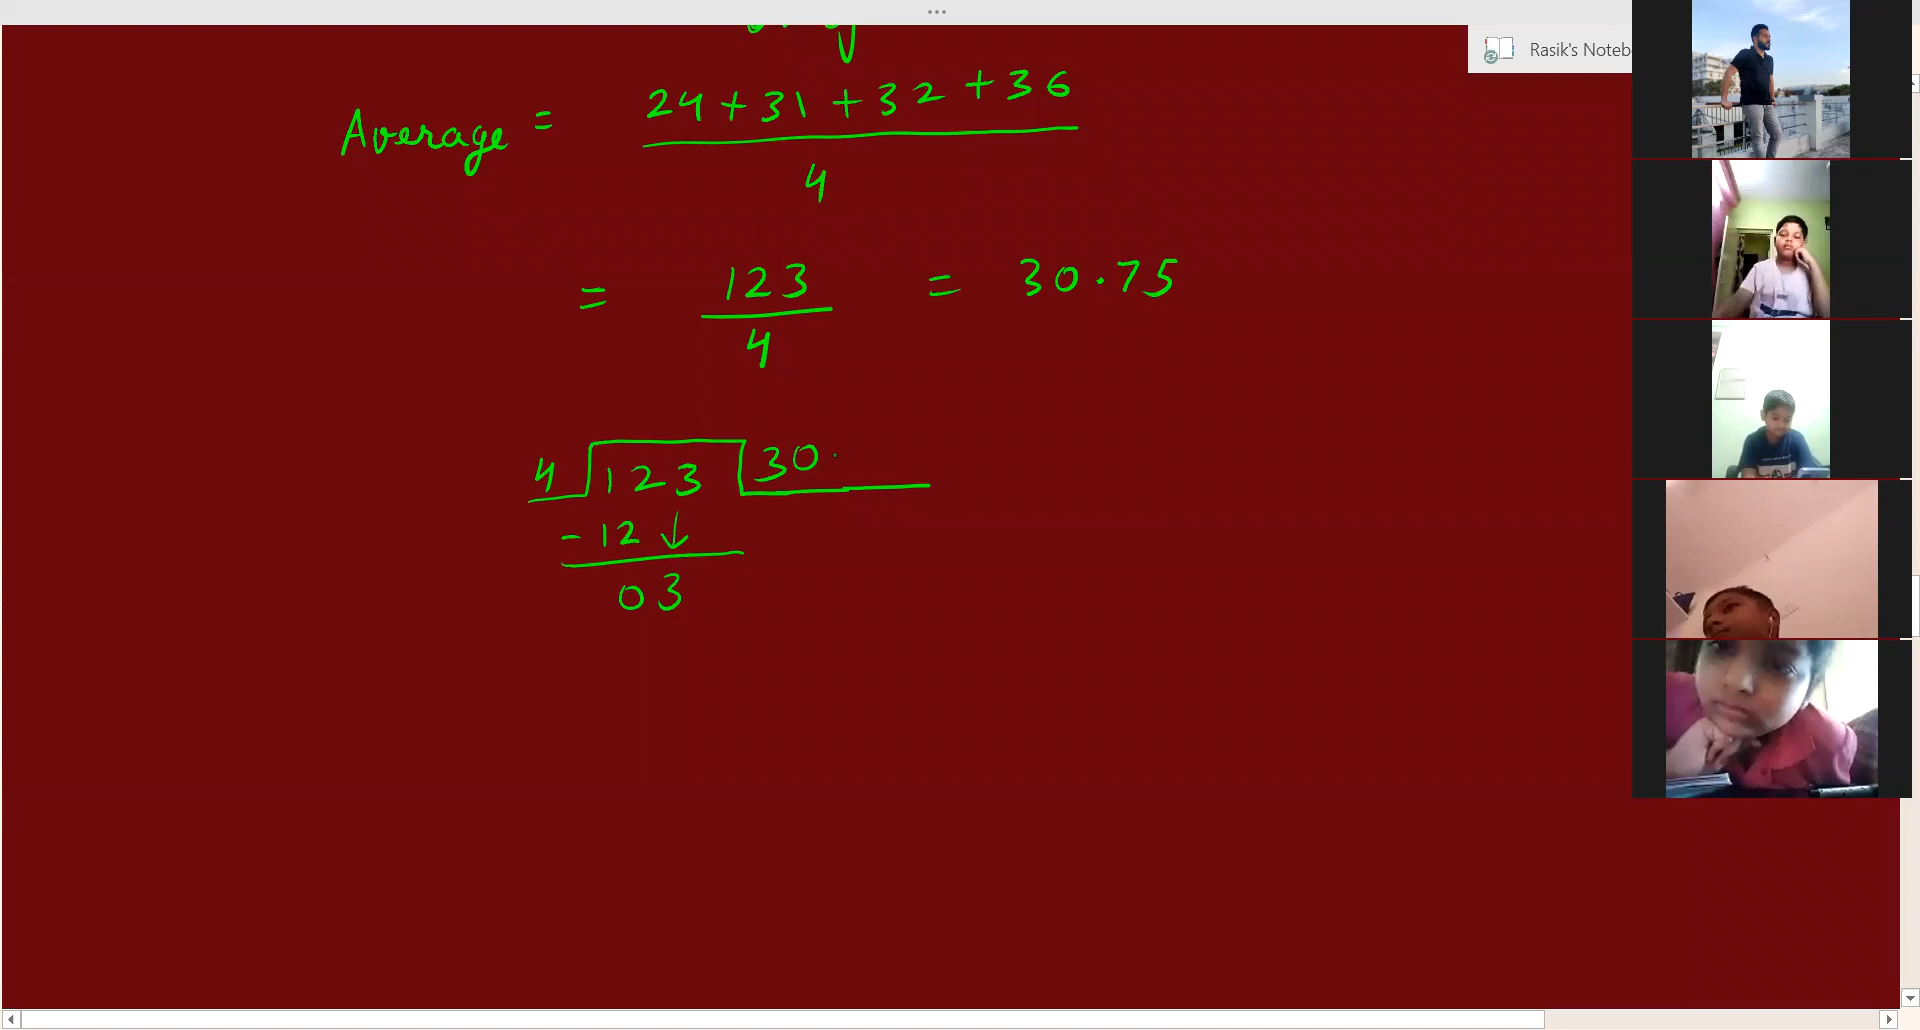 Rasik's Noteb
24+31+32+36
Average =
4
= 123 = 30.75
4
4 123 30.
-12 ↓
03